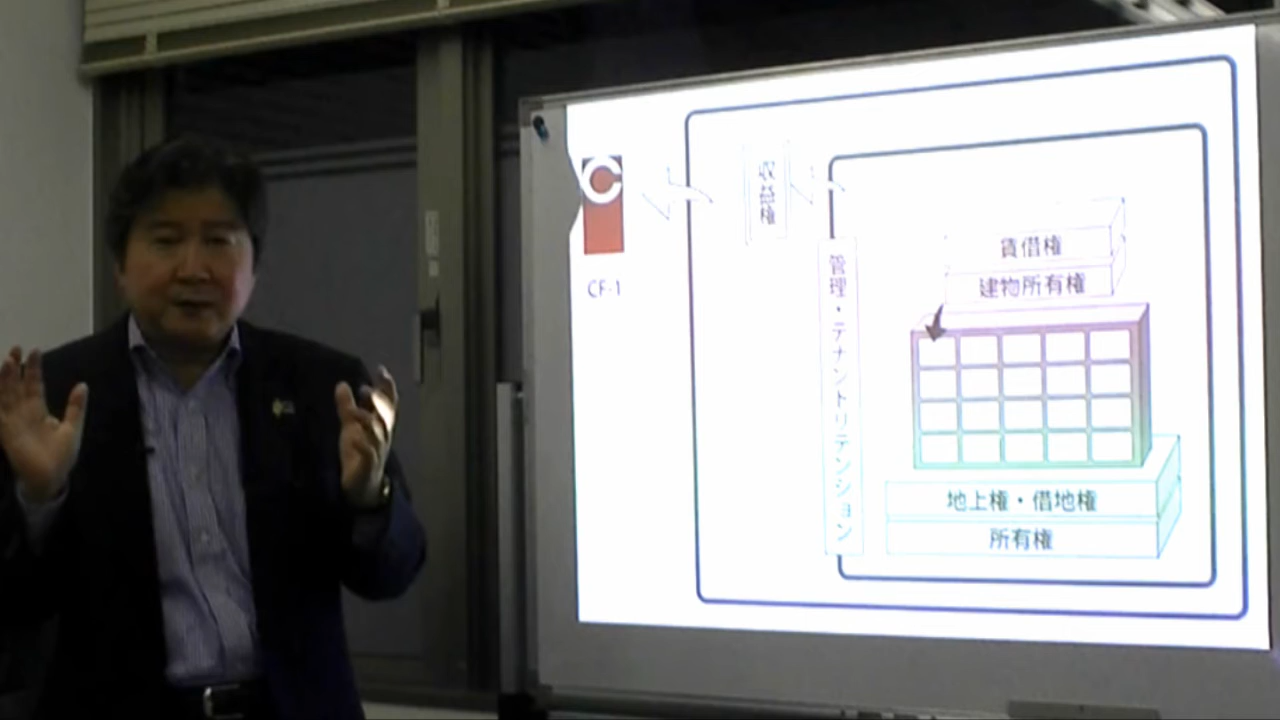 C
CF-1
収益権
管理・テナントリテンション
賃借権
建物所有権
地上権・借地権
所有権